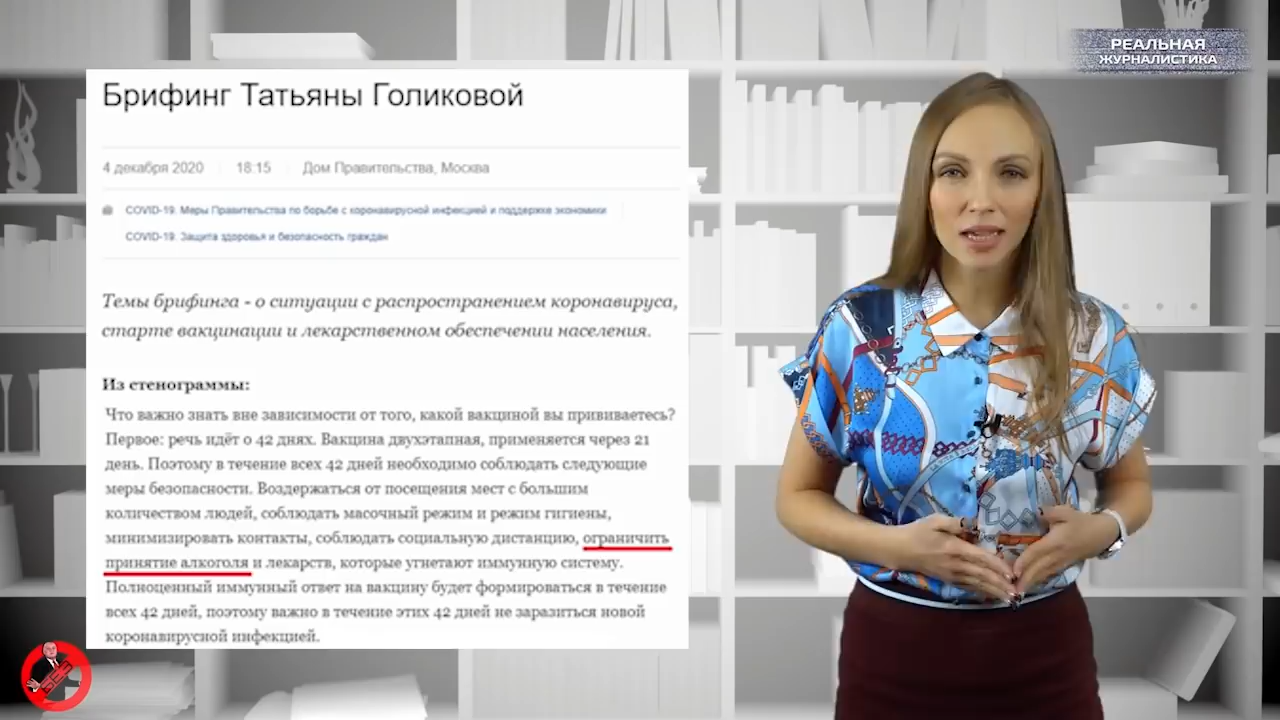 РЕАЛЬНАЯ
ЖУРНАЛИСТИКА
Брифинг Татьяны Голиковой
4 декабря 2020 18:15 Дом Правительства, Москва
COVID-19. Меры Правительства по борьбе с коронавирусной инфекцией и поддержке экономики
COVID-19. Защита здоровья и безопасность граждан
Темы брифинга - о ситуации с распространением коронавируса,
старте вакцинации и лекарственном обеспечении населения.
Из стенограммы:
Что важно знать вне зависимости от того, какой вакциной вы прививаетесь?
Первое: речь идёт о 42 днях. Вакцина двухэтапная, применяется через 21
день. Поэтому в течение всех 42 дней необходимо соблюдать следующие
меры безопасности. Воздержаться от посещения мест с большим
количеством людей, соблюдать масочный режим и режим гигиены,
минимизировать контакты, соблюдать социальную дистанцию, ограничить
принятие алкоголя и лекарств, которые угнетают иммунную систему.
Полноценный иммунный ответ на вакцину будет формироваться в течение
всех 42 дней, поэтому важно в течение этих 42 дней не заразиться новой
коронавирусной инфекцией.